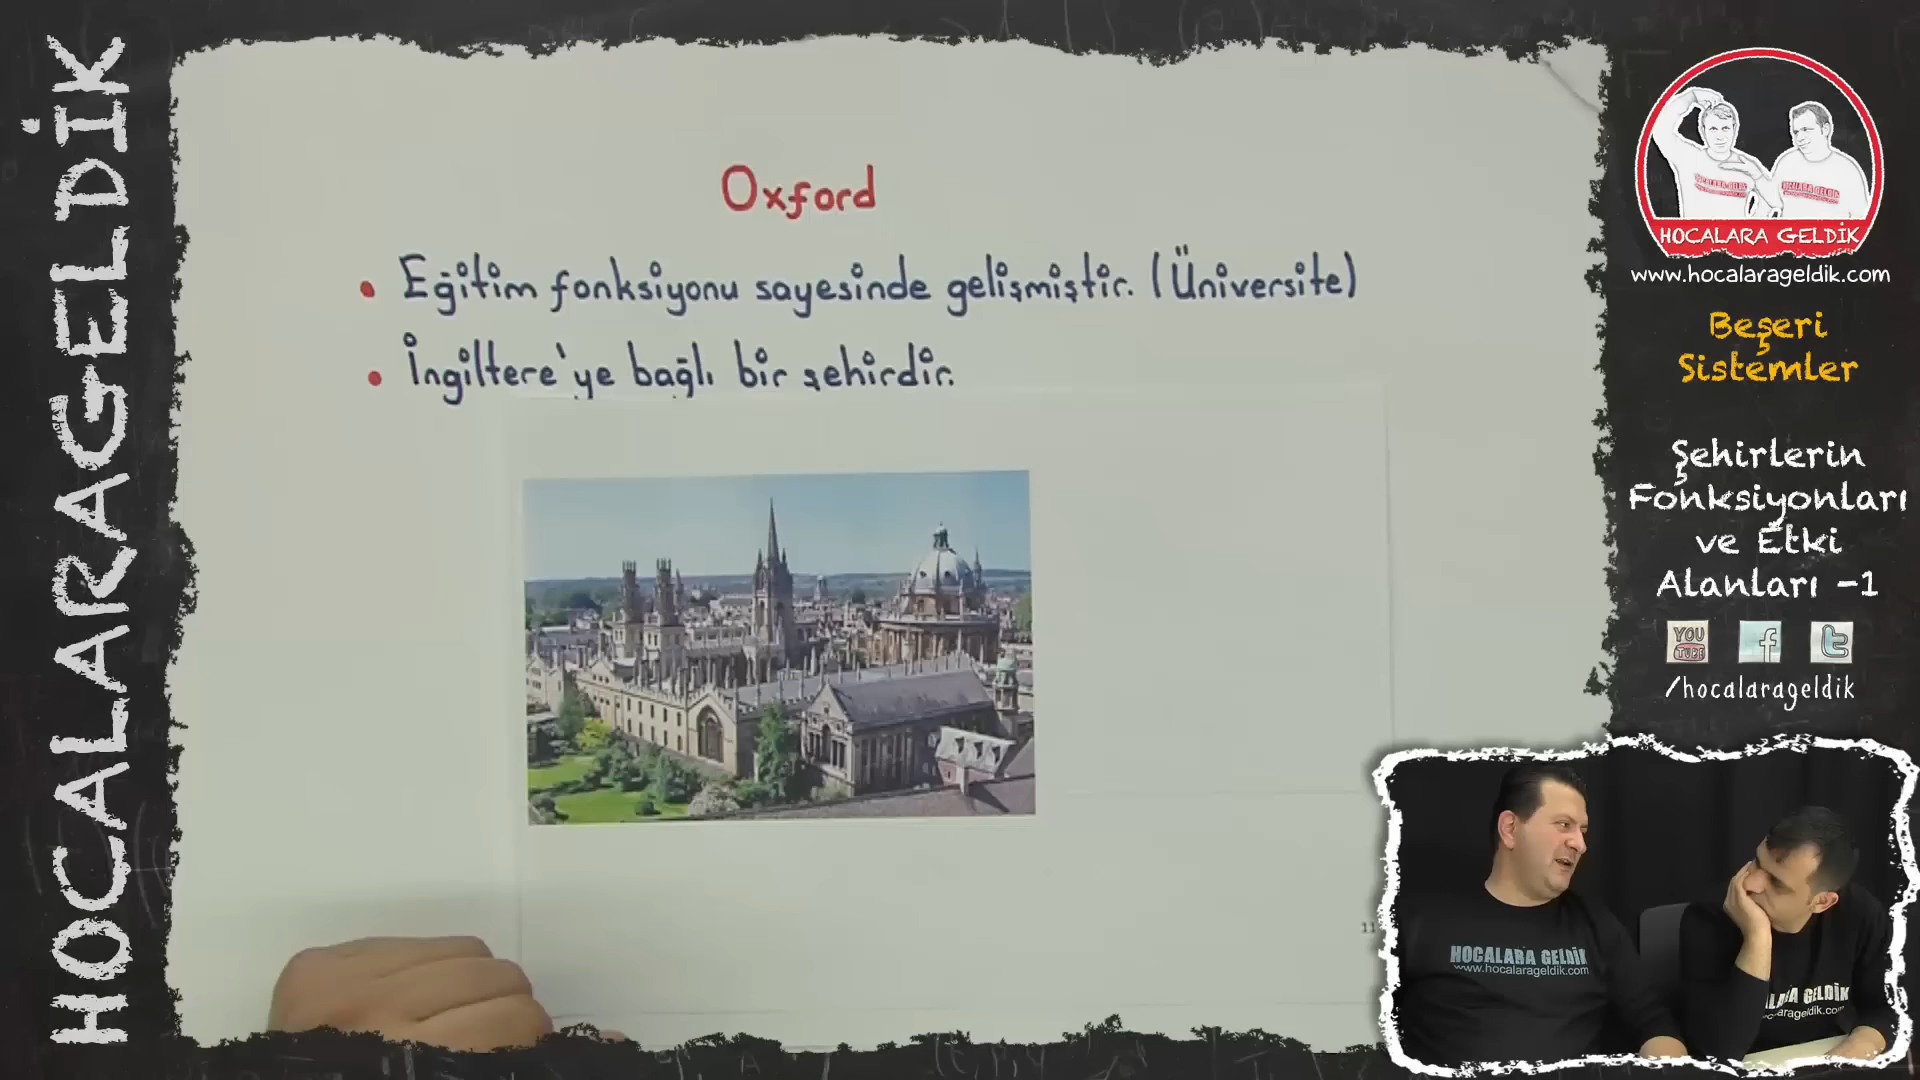 HOCALARAGELDİK
Oxford
• Eğitim fonksiyonu sayesinde gelişmiştir. (Üniversite)
• İngiltere'ye bağlı bir şehirdir.
11
HOCALARA GELDİK
www.hocalarageldik.com
Beşeri
Sistemler
Şehirlerin
Fonksiyonları
ve Etki
Alanları -1
YOU
TUBE
/hocalarageldik
HOCALARA GELDİK
www.hocalarageldik.com